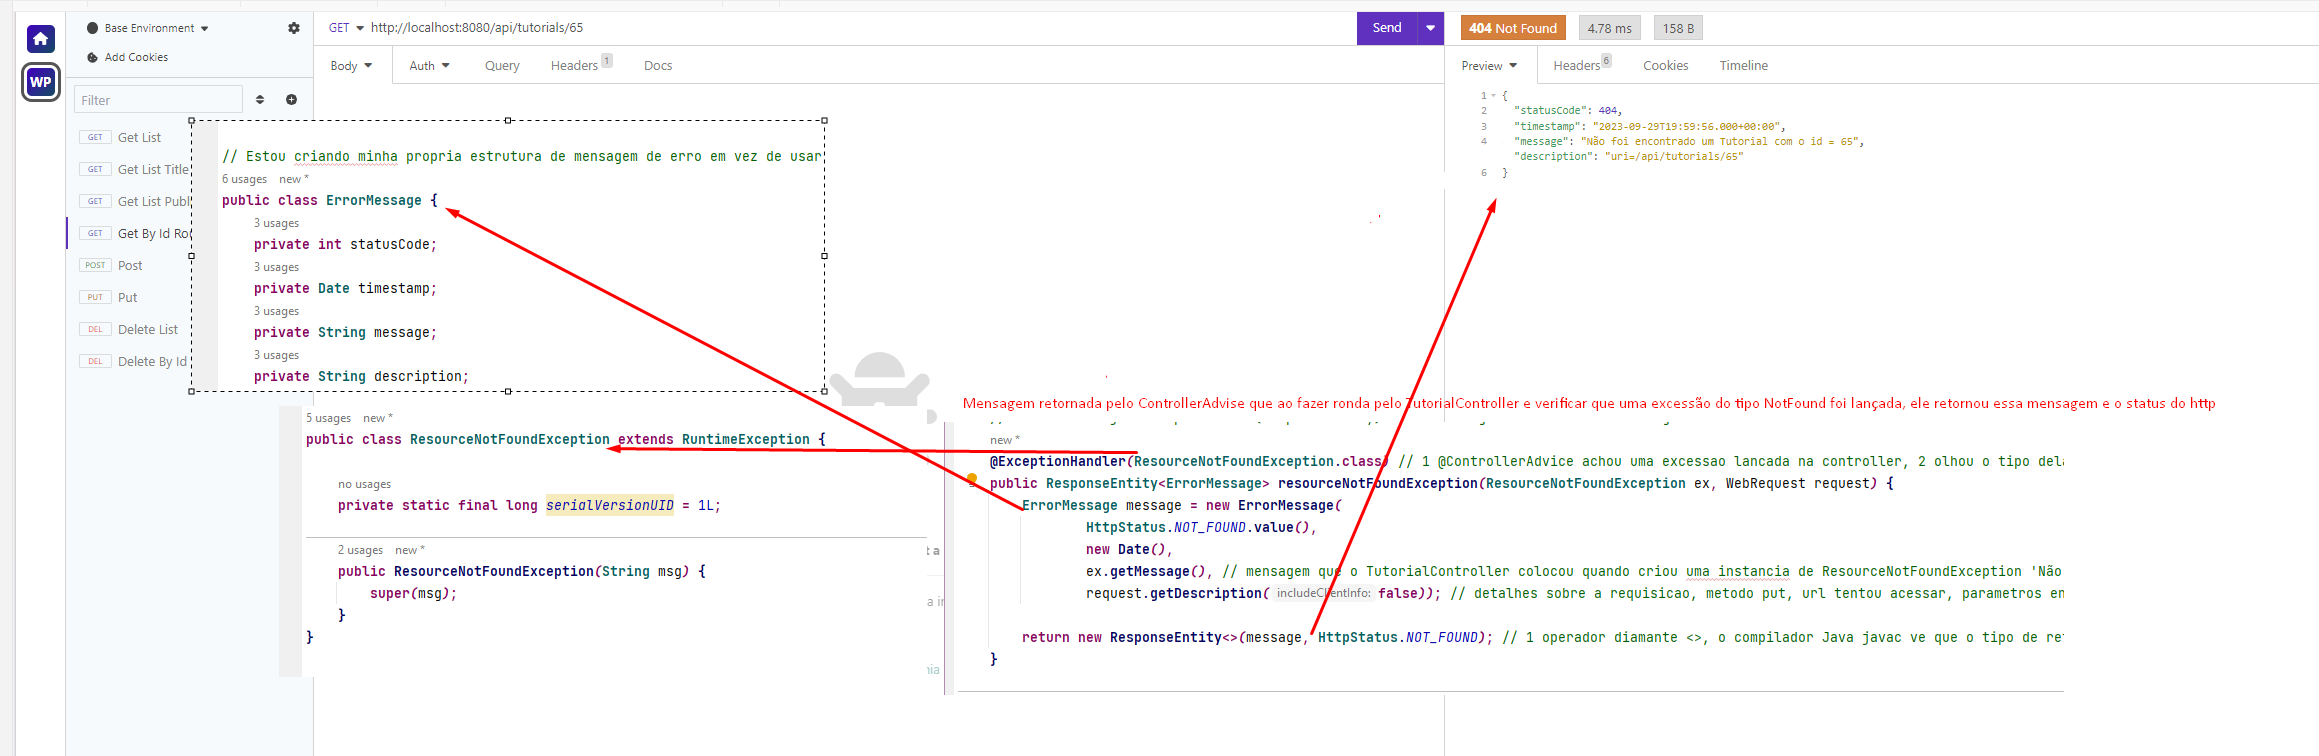 Base Environment
Add Cookies
WP
Filter
GET Get List
GET Get List Title
GET Get List Publ
GET Get By Id Ro
POST Post
PUT Put
DEL Delete List
DEL Delete By Id
GET http://localhost:8080/api/tutorials/65
Send
Body Auth Query Headers 1 Docs
404 Not Found 4.78 ms 158 B
Preview Headers 6 Cookies Timeline
1 {
2 "statusCode": 404,
3 "timestamp": "2023-09-29T19:59:56.000+00:00",
4 "message": "Não foi encontrado um Tutorial com o id = 65",
"description": "uri=/api/tutorials/65"
6 }
// Estou criando minha propria estrutura de mensagem de erro em vez de usar
6 usages new *
public class ErrorMessage {
3 usages
private int statusCode;
3 usages
private Date timestamp;
3 usages
private String message;
3 usages
private String description;
5 usages new *
public class ResourceNotFoundException extends RuntimeException {
no usages
private static final long serialVersionUID = 1L;
2 usages new *
public ResourceNotFoundException(String msg) {
super(msg);
}
}
Mensagem retornada pelo ControllerAdvise que ao fazer ronda pelo TutorialController e verificar que uma excessão do tipo NotFound foi lançada, ele retornou essa mensagem e o status do http
new *
@ExceptionHandler(ResourceNotFoundException.class) // 1 @ControllerAdvice achou uma excessao lancada na controller, 2 olhou o tipo dela
public ResponseEntity<ErrorMessage> resourceNotFoundException(ResourceNotFoundException ex, WebRequest request) {
ErrorMessage message = new ErrorMessage(
HttpStatus.NOT_FOUND.value(),
new Date(),
ex.getMessage(), // mensagem que o TutorialController colocou quando criou uma instancia de ResourceNotFoundException 'Não
request.getDescription( includeClientInfo: false)); // detalhes sobre a requisicao, metodo put, url tentou acessar, parametros en
return new ResponseEntity<>(message, HttpStatus.NOT_FOUND); // 1 operador diamante <>, o compilador Java javac ve que o tipo de re
}